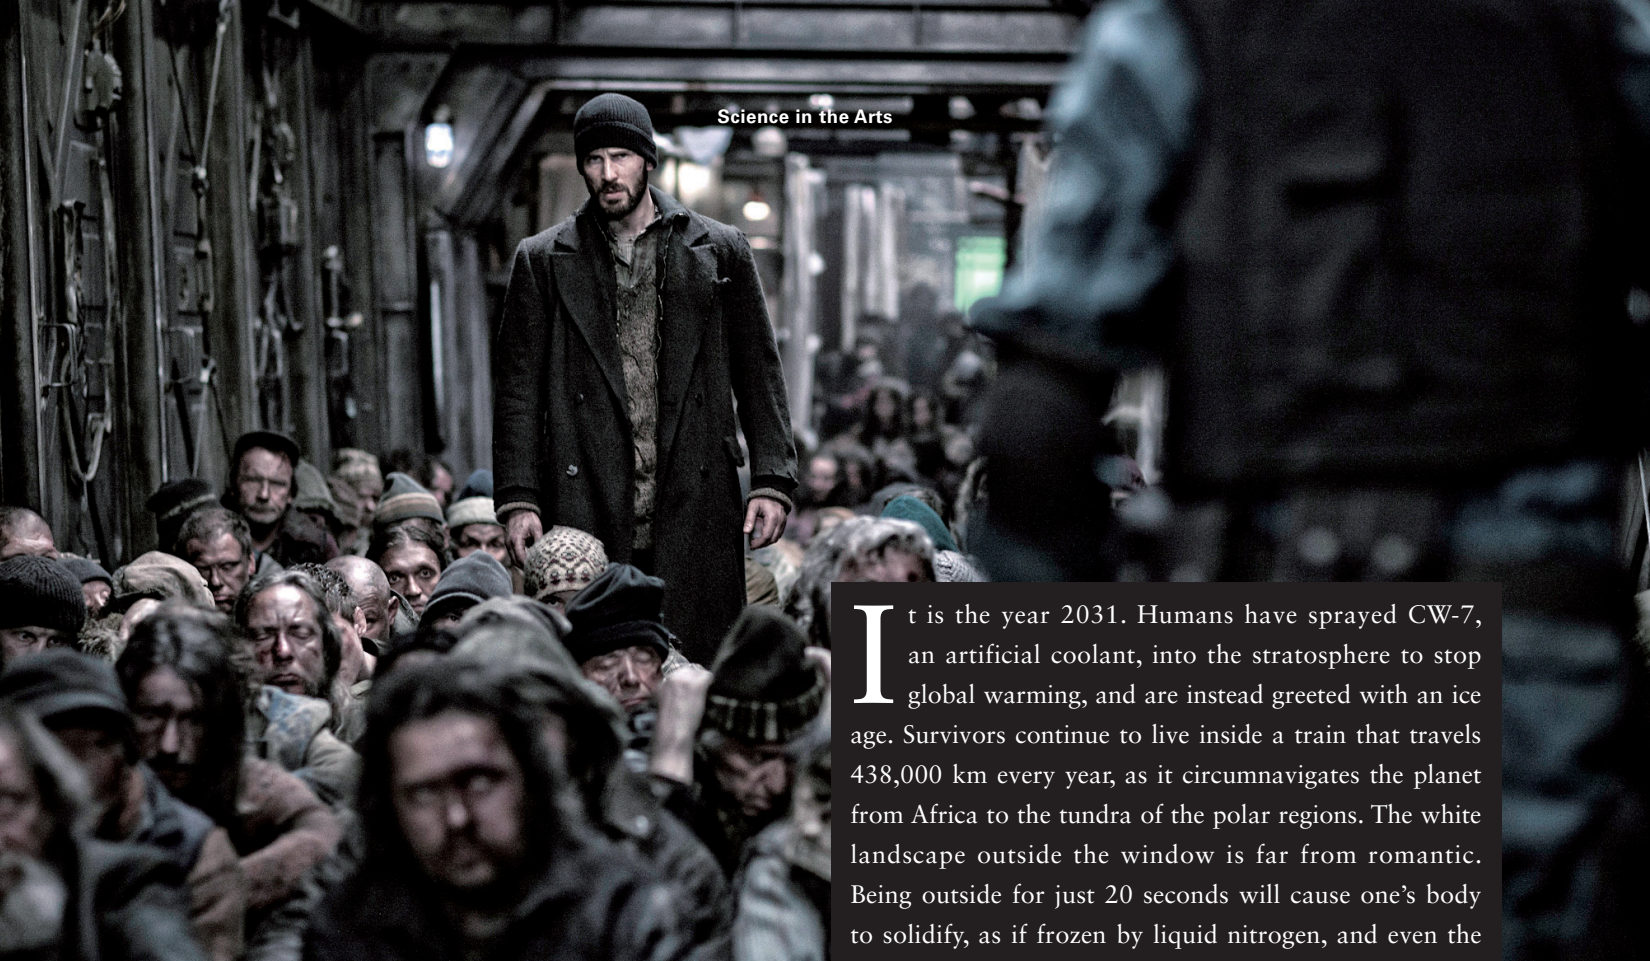 Science in the Arts
It is the year 2031. Humans have sprayed CW-7,
an artificial coolant, into the stratosphere to stop
global warming, and are instead greeted with an ice
age. Survivors continue to live inside a train that travels
438,000 km every year, as it circumnavigates the planet
from Africa to the tundra of the polar regions. The white
landscape outside the window is far from romantic.
Being outside for just 20 seconds will cause one’s body
to solidify, as if frozen by liquid nitrogen, and even the